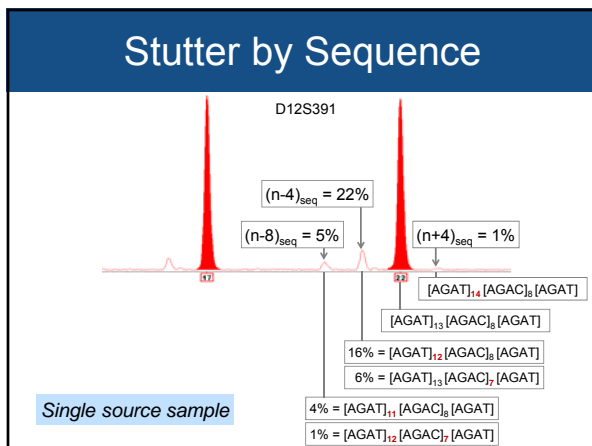 Stutter by Sequence
D12S391
(n-4)seq = 22%
(n-8)seq = 5%
(n+4)seq = 1%
17
22
[AGAT]14[AGAC]8[AGAT]
[AGAT]13[AGAC]8[AGAT]
16% = [AGAT]12[AGAC]8[AGAT]
6% = [AGAT]13[AGAC]7[AGAT]
Single source sample
4% = [AGAT]11[AGAC]8[AGAT]
1% = [AGAT]12[AGAC]7[AGAT]